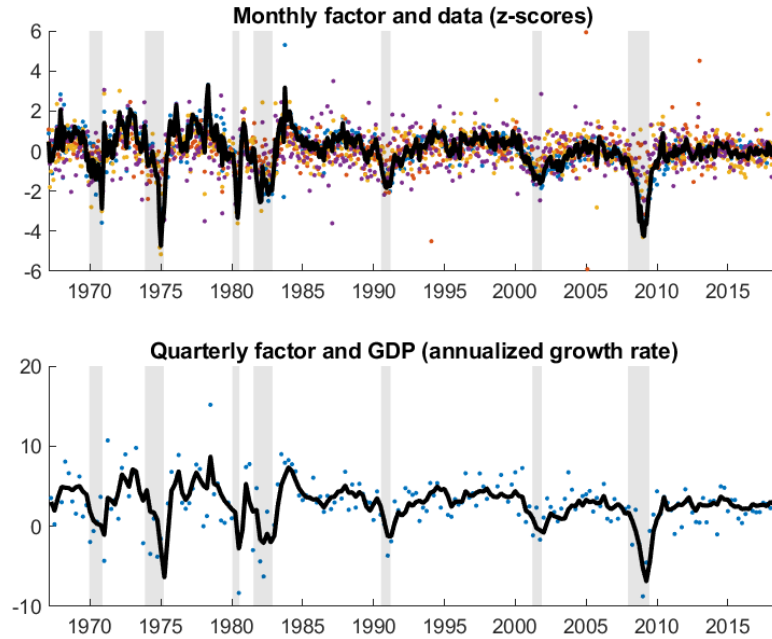 Monthly factor and data (z-scores)
6
4
2
0
-2
-4
-6
1970 1975 1980 1985 1990 1995 2000 2005 2010 2015
Quarterly factor and GDP (annualized growth rate)
20
10
0
-10
1970 1975 1980 1985 1990 1995 2000 2005 2010 2015